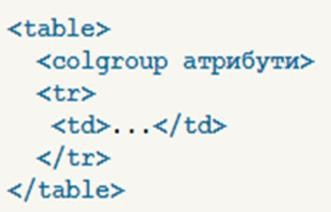 <table>
<colgroup атрибути>
<tr>
<td>...</td>
</tr>
</table>